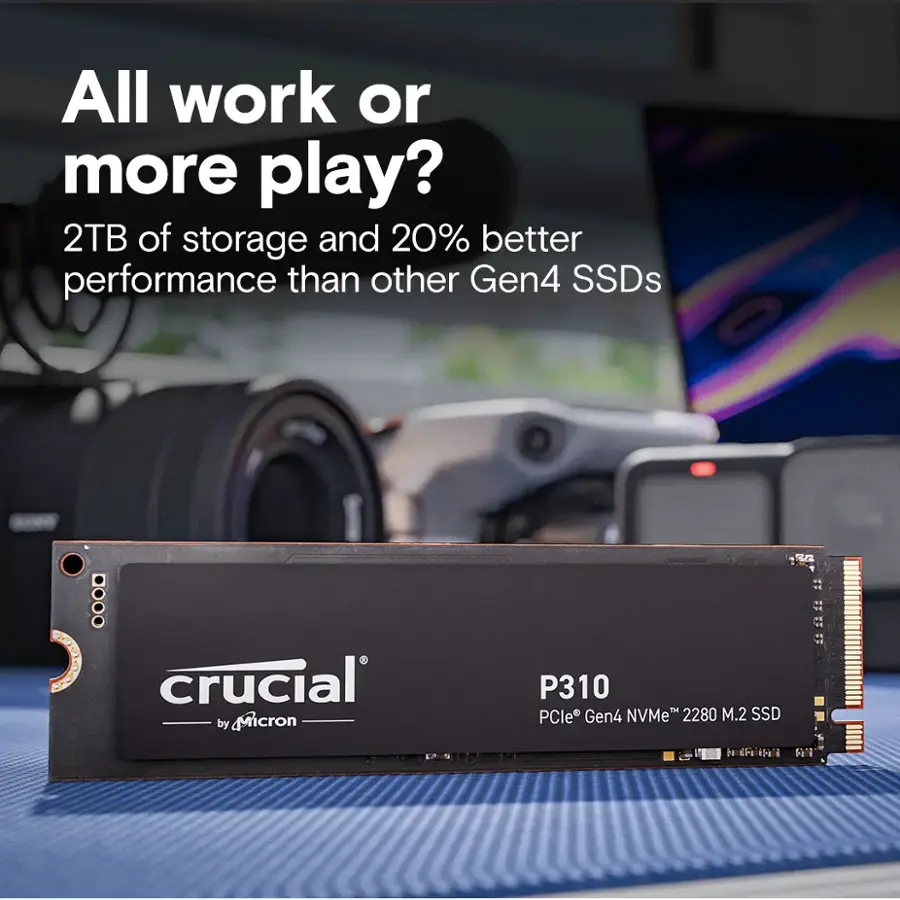 All work or
more play?
2TB of storage and 20% better
performance than other Gen4 SSDs
SONY
crucial®
by Micron
P310
PCIe® Gen4 NVMe™ 2280 M.2 SSD